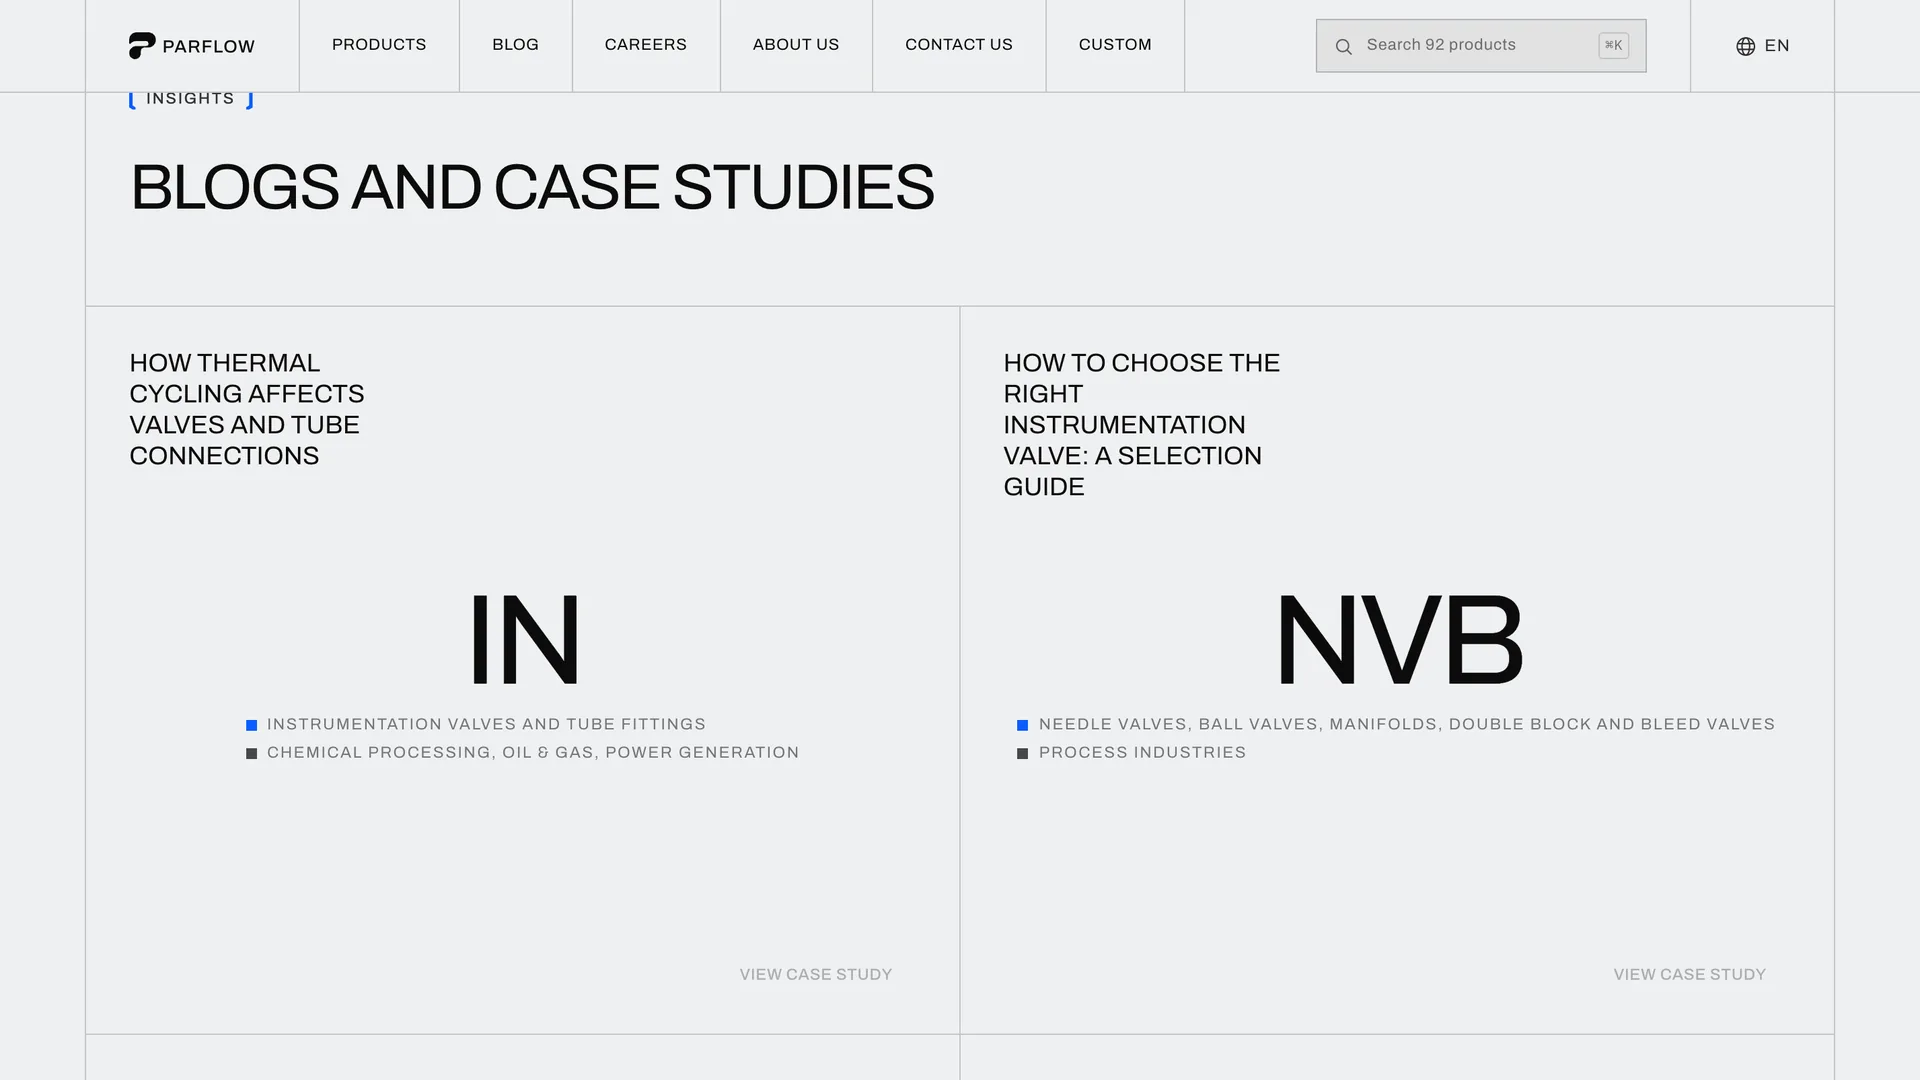 PARFLOW
PRODUCTS
BLOG
CAREERS
ABOUT US
CONTACT US
CUSTOM
Search 92 products
⌘K
EN
INSIGHTS
BLOGS AND CASE STUDIES
HOW THERMAL
CYCLING AFFECTS
VALVES AND TUBE
CONNECTIONS
IN
INSTRUMENTATION VALVES AND TUBE FITTINGS
CHEMICAL PROCESSING, OIL & GAS, POWER GENERATION
VIEW CASE STUDY
HOW TO CHOOSE THE
RIGHT
INSTRUMENTATION
VALVE: A SELECTION
GUIDE
NVB
NEEDLE VALVES, BALL VALVES, MANIFOLDS, DOUBLE BLOCK AND BLEED VALVES
PROCESS INDUSTRIES
VIEW CASE STUDY